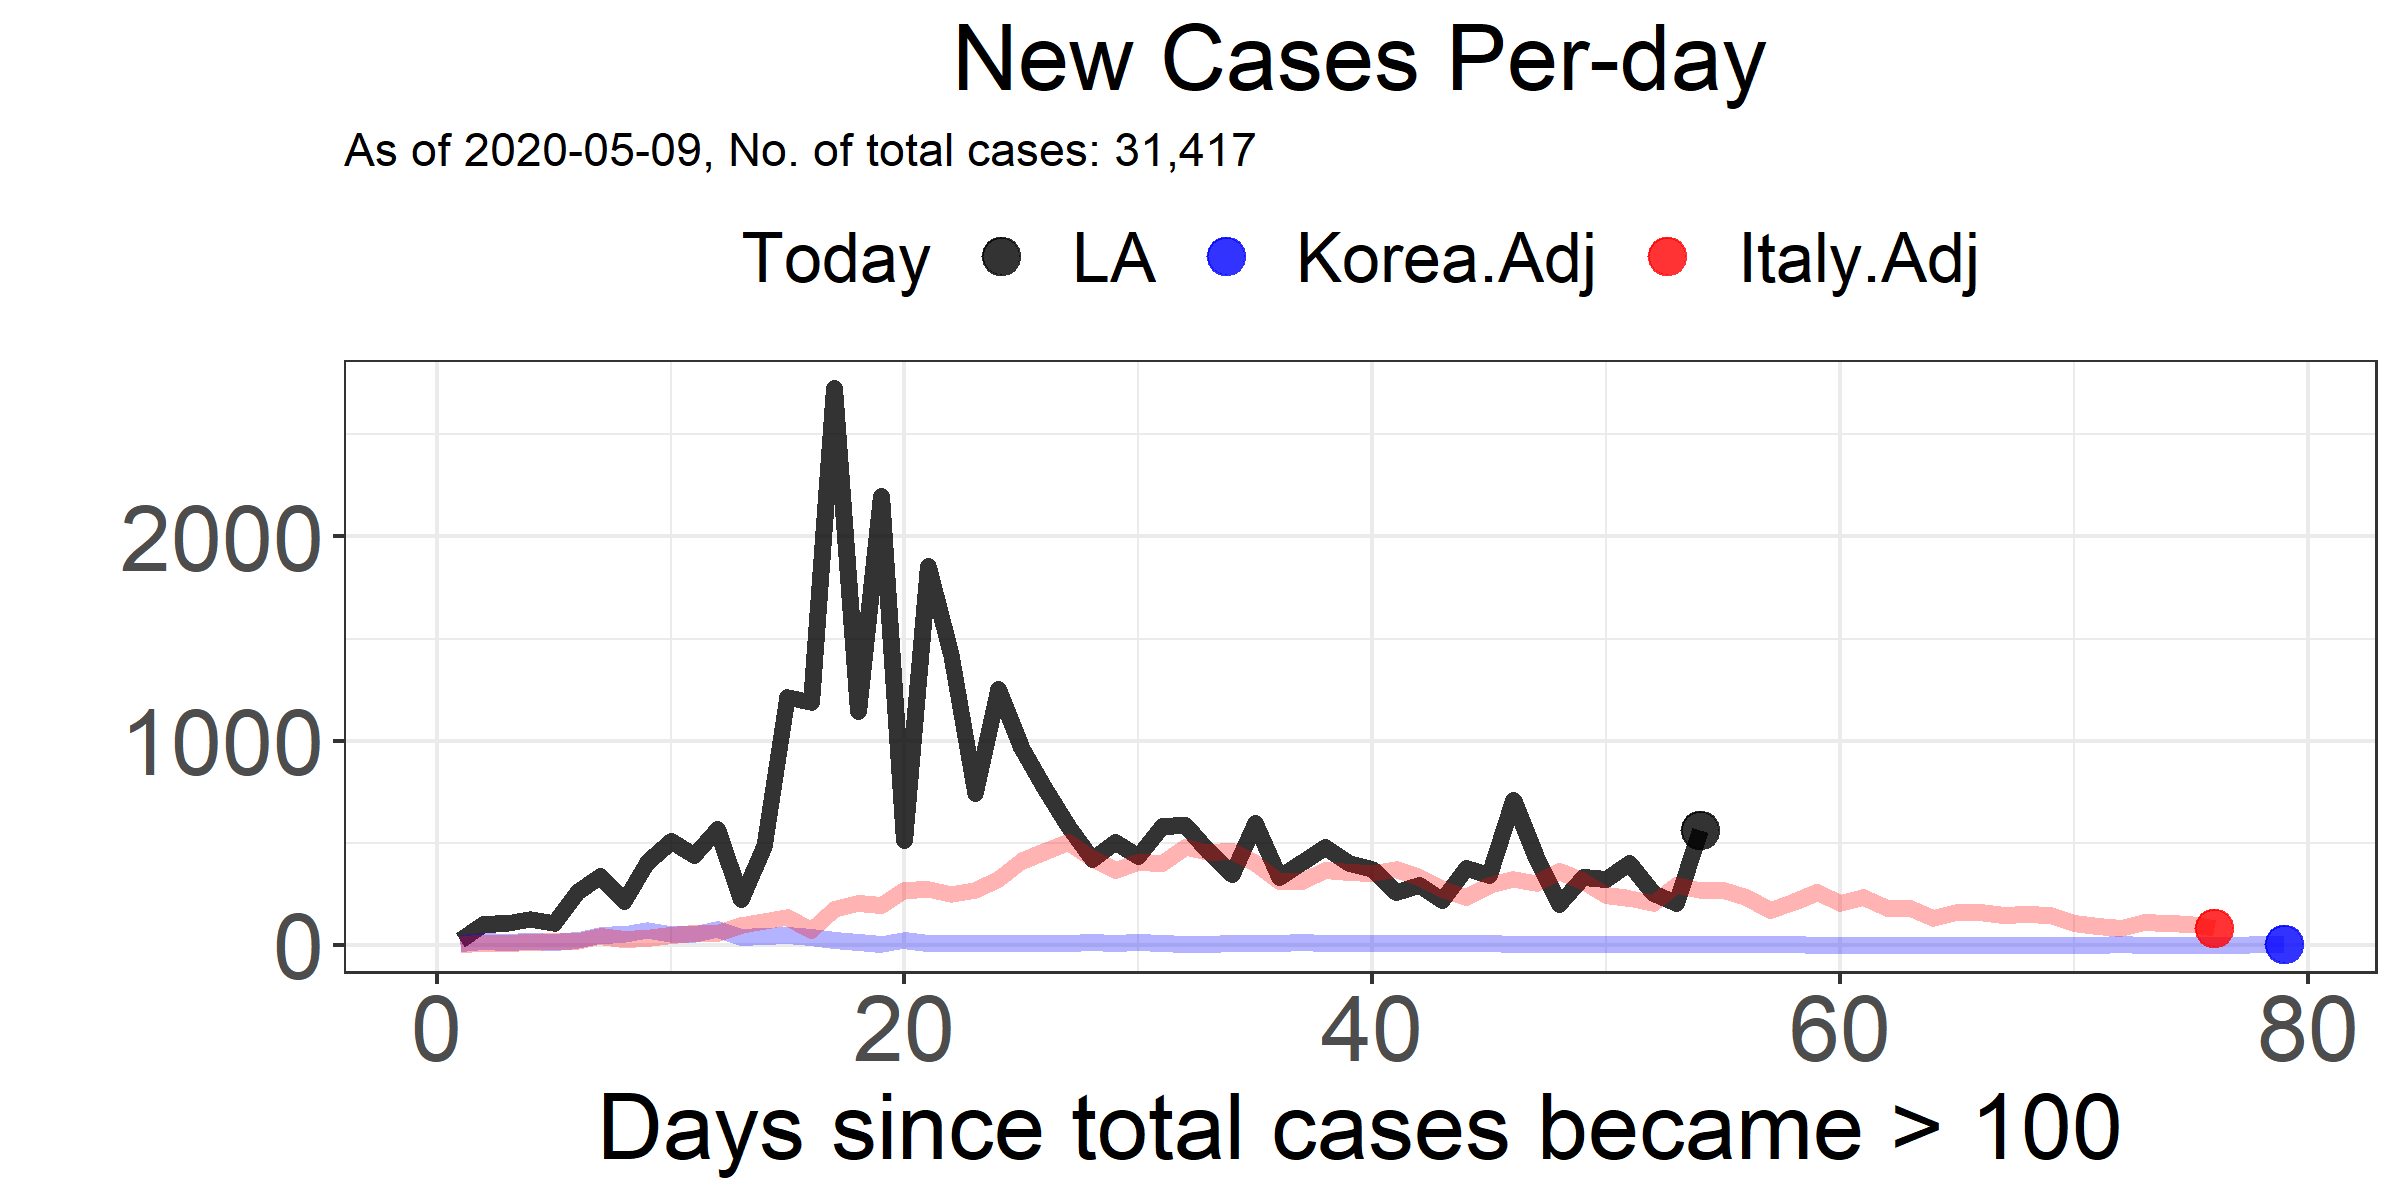 New Cases Per-day
As of 2020-05-09, No. of total cases: 31,417
Today LA Korea.Adj Italy.Adj
2000
1000
0
0 20 40 60 80
Days since total cases became > 100